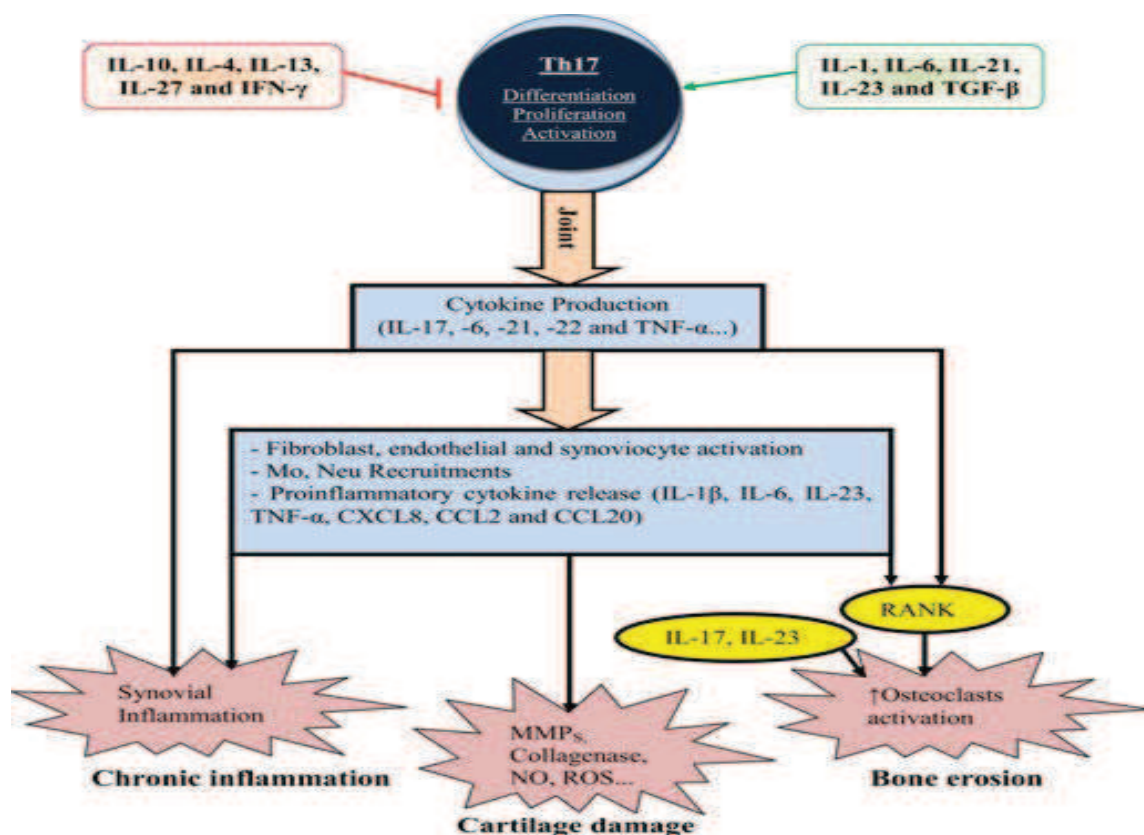 IL-10, IL-4, IL-13,
IL-27 and IFN-γ
Th17
Differentiation
Proliferation
Activation
IL-1, IL-6, IL-21,
IL-23 and TGF-β
Joint
Cytokine Production
(IL-17, -6, -21, -22 and TNF-α...)
- Fibroblast, endothelial and synoviocyte activation
- Mo, Neu Recruitments
- Proinflammatory cytokine release (IL-1β, IL-6, IL-23,
TNF-α, CXCL8, CCL2 and CCL20)
RANK
IL-17, IL-23
Synovial
Inflammation
↑Osteoclasts
activation
MMPs,
Collagenase,
NO, ROS...
Chronic inflammation
Bone erosion
Cartilage damage